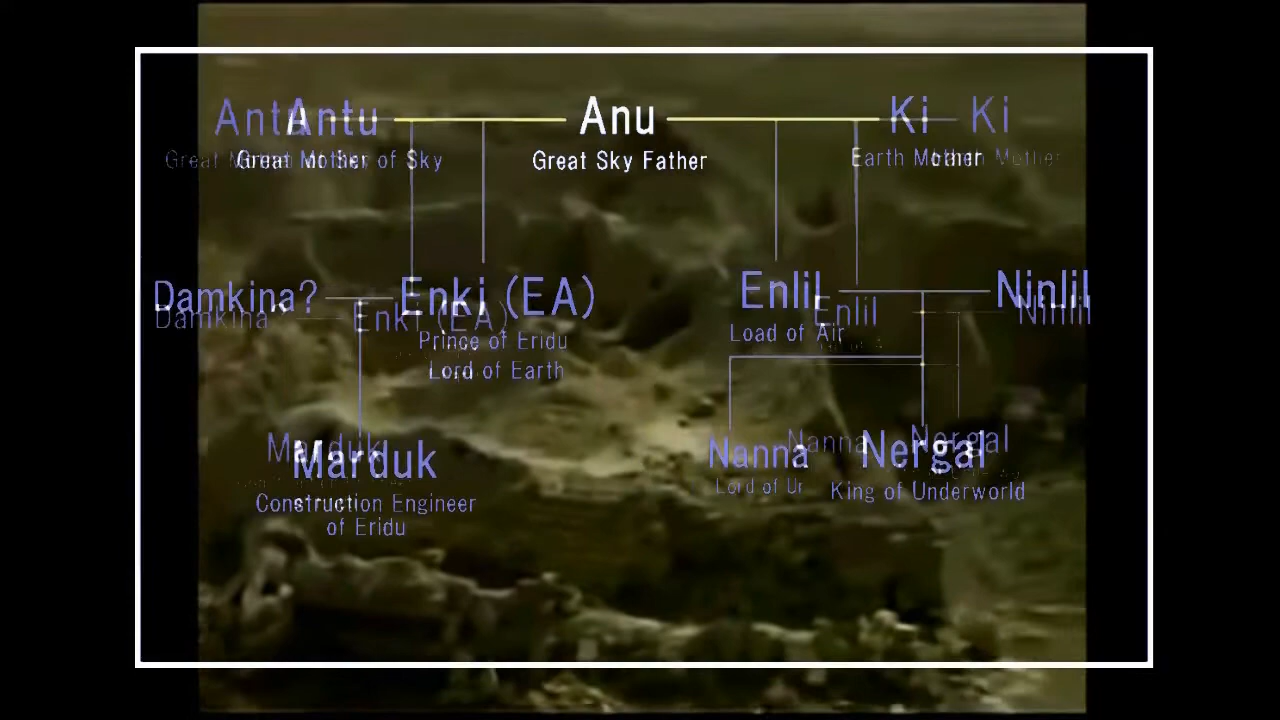 Antu
Anu
Ki
Great Mother of Sky
Great Sky Father
Earth Mother
Damkina?
Enki (EA)
Enlil
Ninlil
Prince of Eridu
Lord of Earth
Load of Air
Marduk
Nanna
Nergal
Construction Engineer
of Eridu
Lord of Ur
King of Underworld